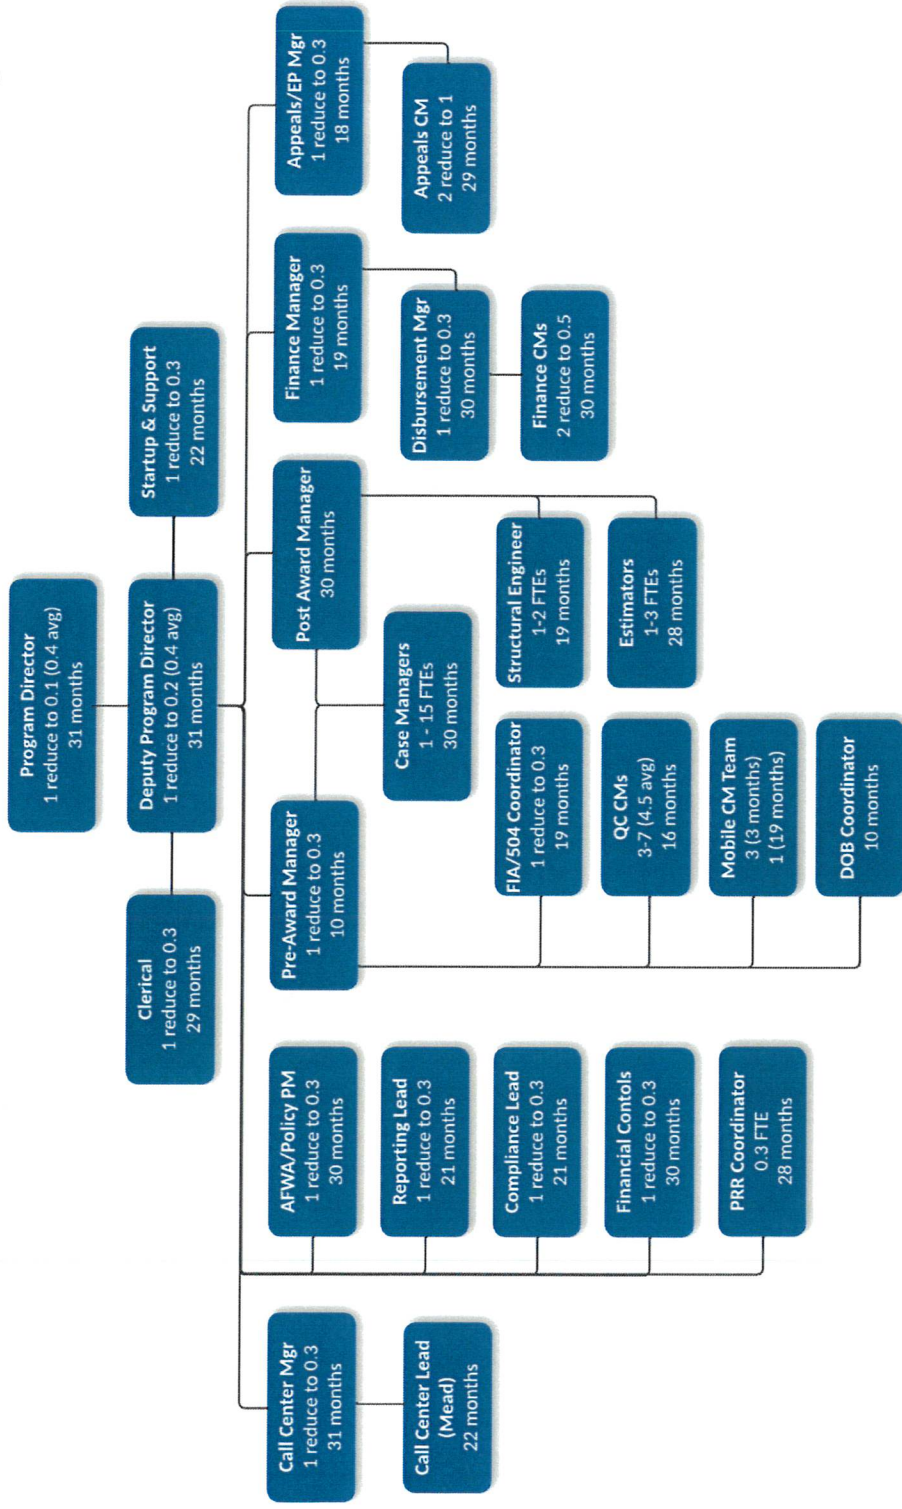 Program Director
1 reduce to 0.1 (0.4 avg)
31 months
Clerical
1 reduce to 0.3
29 months
Deputy Program Director
1 reduce to 0.2 (0.4 avg)
31 months
Startup & Support
1 reduce to 0.3
22 months
Call Center Mgr
1 reduce to 0.3
31 months
Call Center Lead
(Mead)
22 months
AFWA/Policy PM
1 reduce to 0.3
30 months
Reporting Lead
1 reduce to 0.3
21 months
Compliance Lead
1 reduce to 0.3
21 months
Financial Contols
1 reduce to 0.3
30 months
PRR Coordinator
0.3 FTE
28 months
Pre-Award Manager
1 reduce to 0.3
10 months
Post Award Manager
30 months
Case Managers
1 - 15 FTEs
30 months
FIA/504 Coordinator
1 reduce to 0.3
19 months
QC CMs
3-7 (4.5 avg)
16 months
Mobile CM Team
3 (3 months)
1 (19 months)
DOB Coordinator
10 months
Structural Engineer
1-2 FTEs
19 months
Estimators
1-3 FTEs
28 months
Finance Manager
1 reduce to 0.3
19 months
Disbursement Mgr
1 reduce to 0.3
30 months
Finance CMs
2 reduce to 0.5
30 months
Appeals/EP Mgr
1 reduce to 0.3
18 months
Appeals CM
2 reduce to 1
29 months